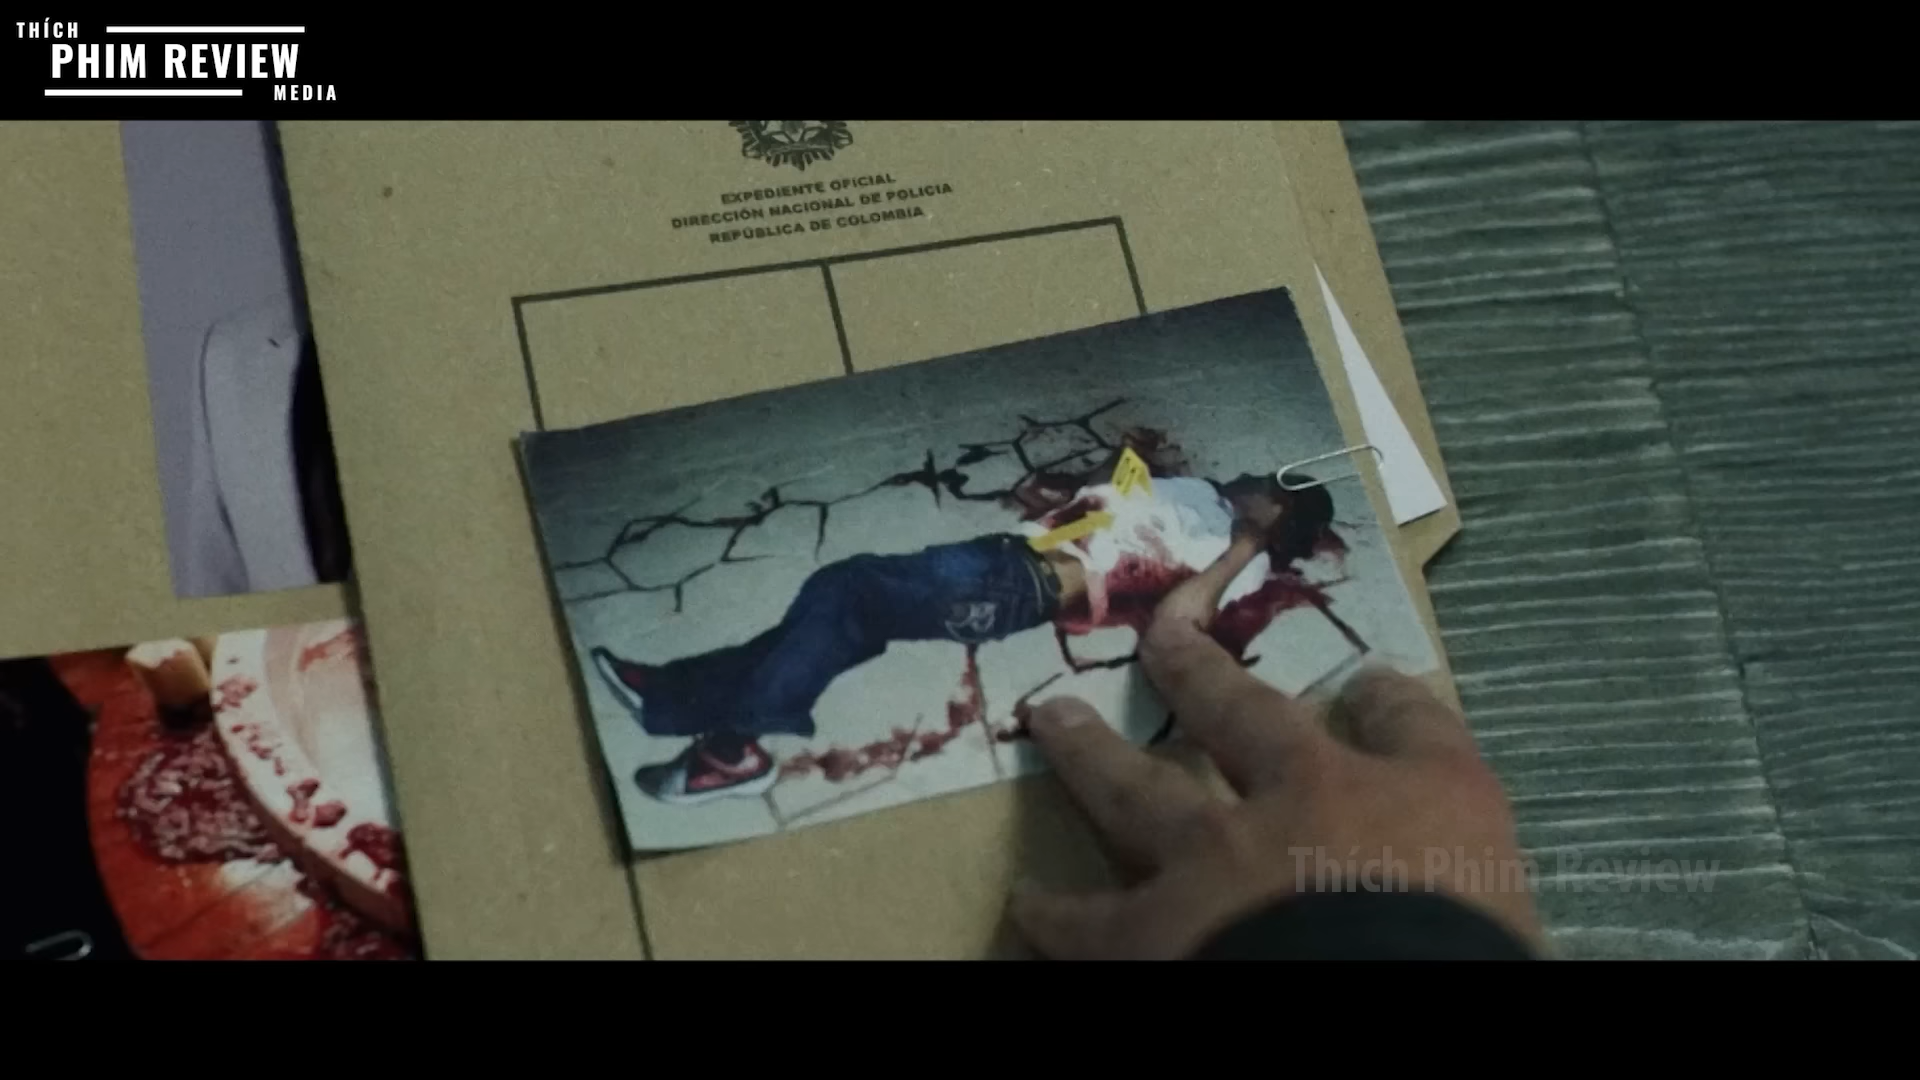 THÍCH
PHIM REVIEW
MEDIA
EXPEDIENTE OFICIAL
DIRECCIÓN NACIONAL DE POLICIA
REPÚBLICA DE COLOMBIA
Thích Phim Review